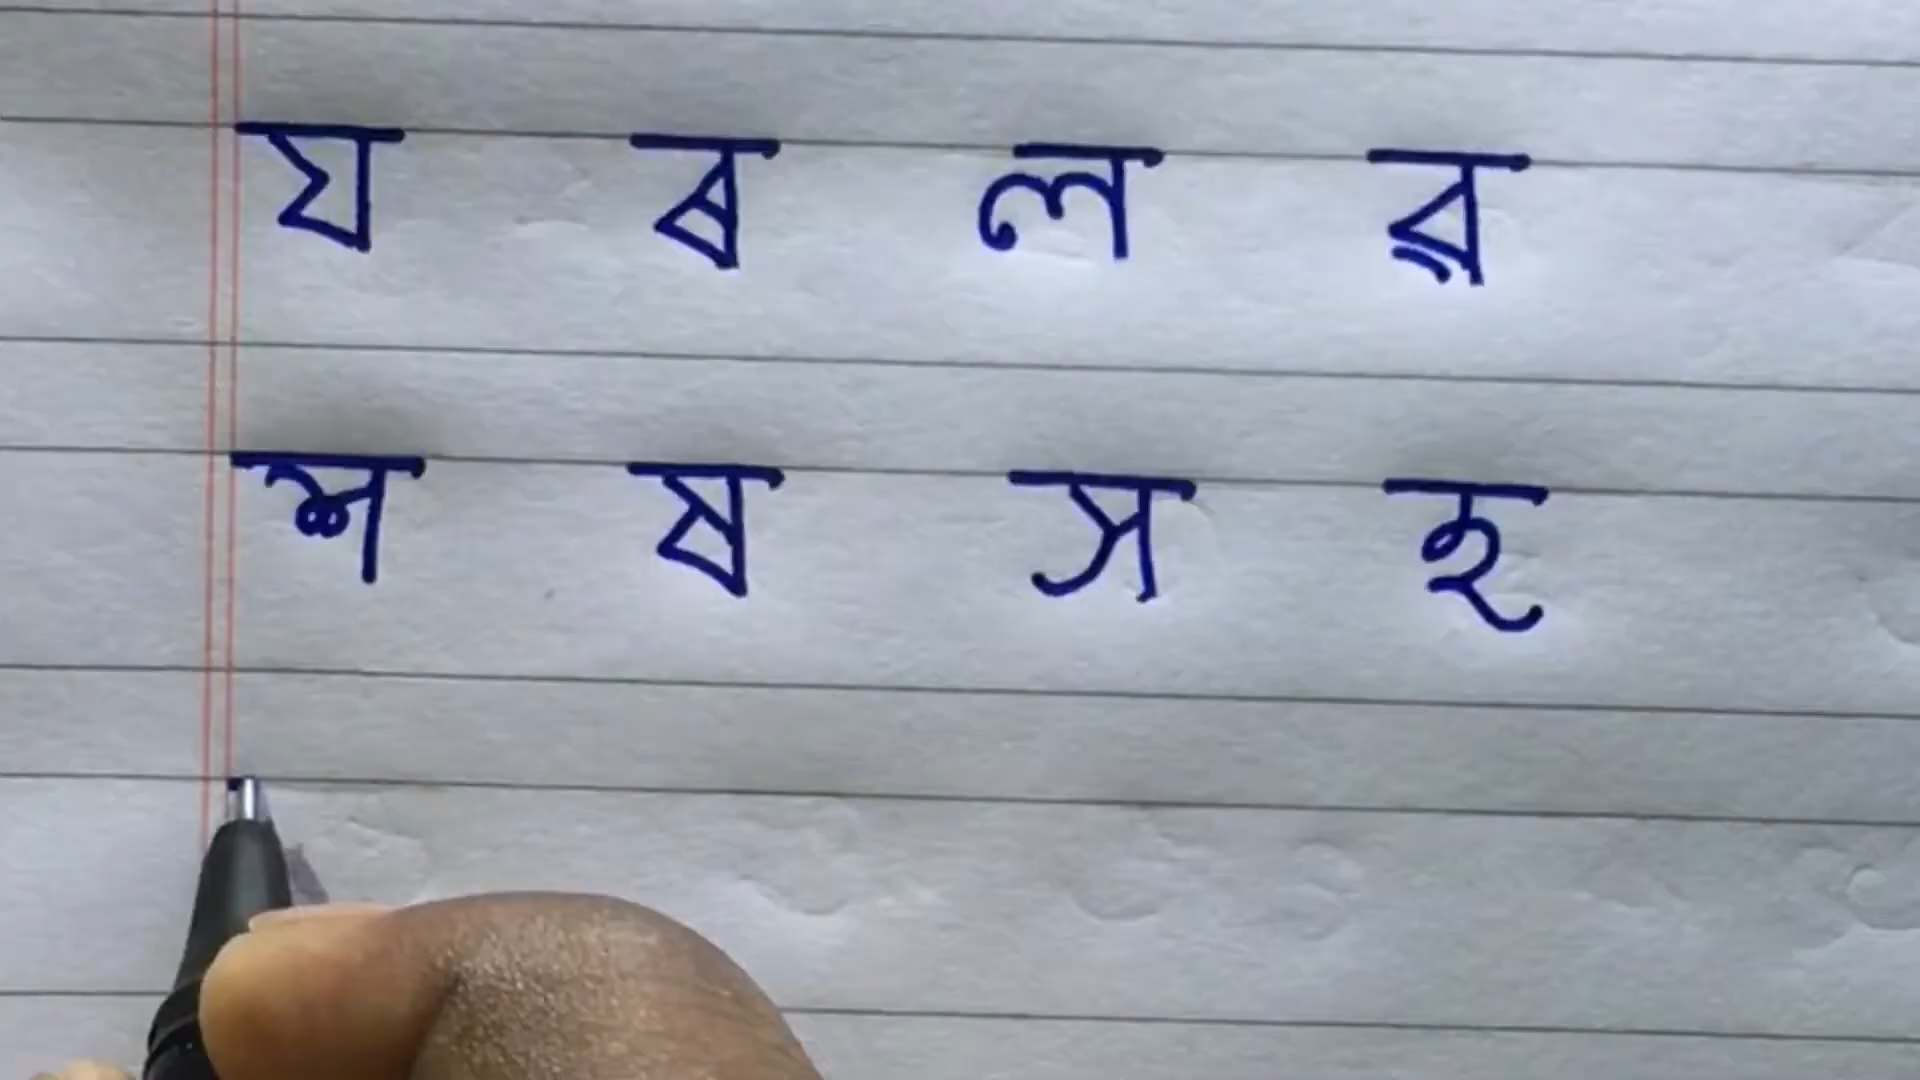 য ৰ ল ৱ
শ ষ স হ